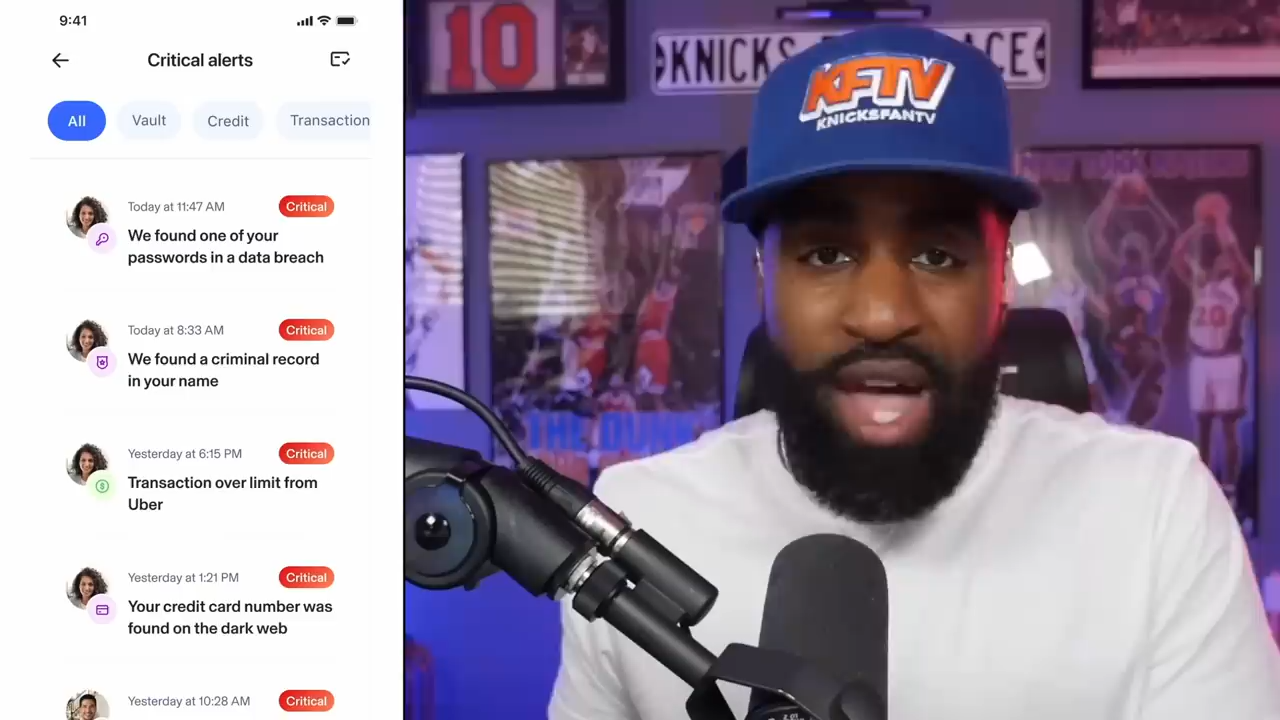 9:41
Critical alerts
All
Vault
Credit
Transaction
Today at 11:47 AM
Critical
We found one of your
passwords in a data breach
Today at 8:33 AM
Critical
We found a criminal record
in your name
Yesterday at 6:15 PM
Critical
Transaction over limit from
Uber
Yesterday at 1:21 PM
Critical
Your credit card number was
found on the dark web
Yesterday at 10:28 AM
Critical
10
KNICKS
KFTV
KNICKSFANTV
THE DUNK
20